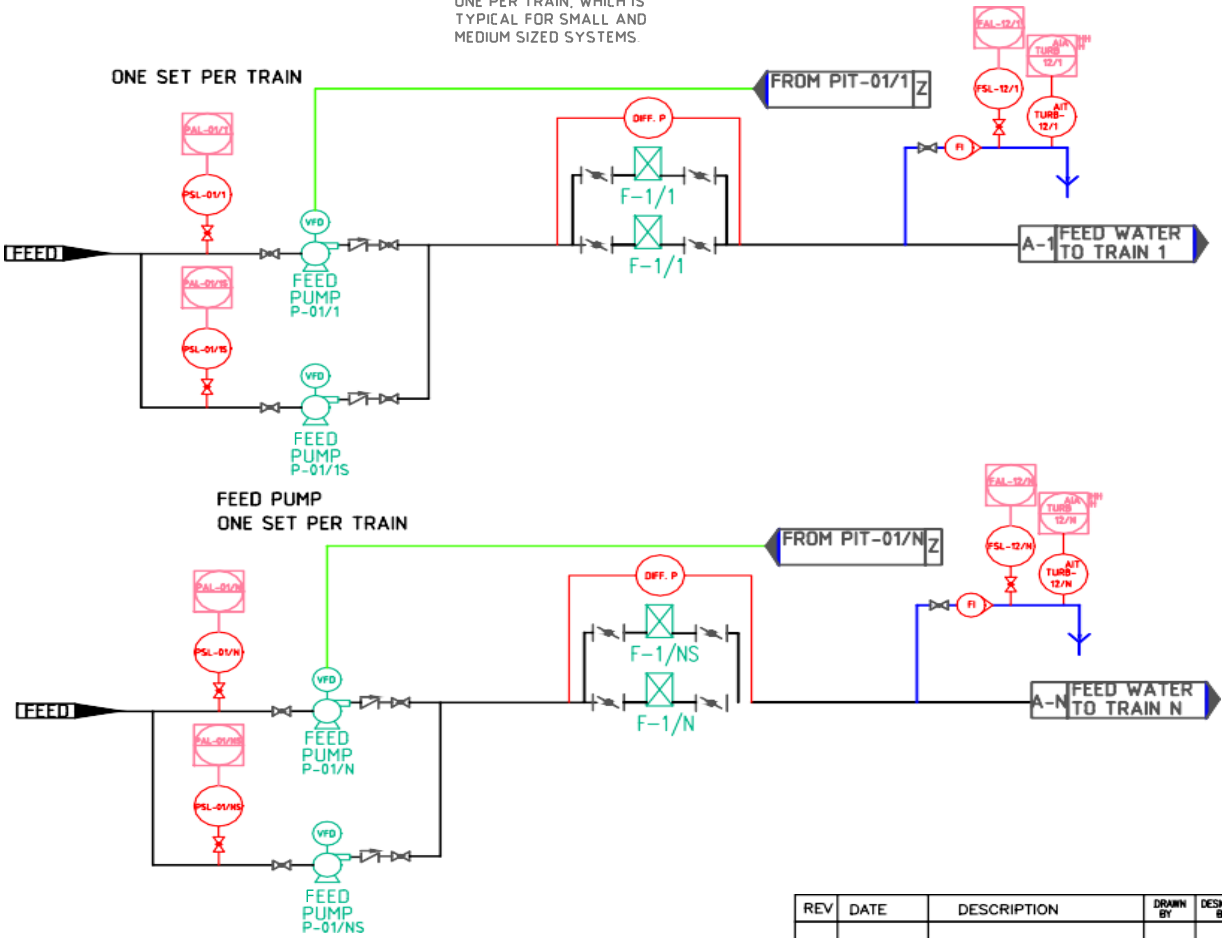 ONE PER TRAIN, WHICH IS
TYPICAL FOR SMALL AND
MEDIUM SIZED SYSTEMS.
ONE SET PER TRAIN
FROM PIT-01/1
Z
FAL-12/1
AIA
HH
H
TURB
12/1
FSL-12/1
AIT
TURB-
12/1
FI
PAL-01/1
PSL-01/1
DIFF. P
F-1/1
F-1/1
VFD
FEED
FEED
PUMP
P-01/1
A-1
FEED WATER
TO TRAIN 1
PAL-01/1S
PSL-01/1S
VFD
FEED
PUMP
P-01/1S
FEED PUMP
ONE SET PER TRAIN
FROM PIT-01/N
Z
FAL-12/N
AIA
HH
H
TURB
12/N
FSL-12/N
AIT
TURB-
12/N
FI
PAL-01/N
PSL-01/N
DIFF. P
F-1/NS
F-1/N
VFD
FEED
FEED
PUMP
P-01/N
A-N
FEED WATER
TO TRAIN N
PAL-01/NS
PSL-01/NS
VFD
FEED
PUMP
P-01/NS
REV
DATE
DESCRIPTION
DRAWN
BY